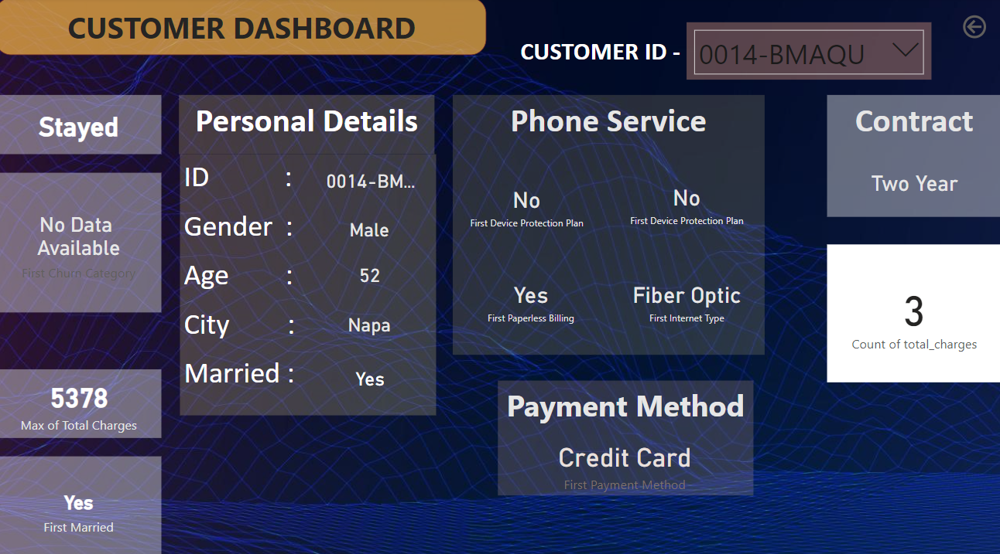 CUSTOMER DASHBOARD
CUSTOMER ID -
0014-BMAQU
Stayed
No Data
Available
First Churn Category
5378
Max of Total Charges
Yes
First Married
Personal Details
ID : 0014-BM...
Gender : Male
Age : 52
City : Napa
Married : Yes
Phone Service
No
First Device Protection Plan
No
First Device Protection Plan
Yes
First Paperless Billing
Fiber Optic
First Internet Type
Payment Method
Credit Card
First Payment Method
Contract
Two Year
3
Count of total_charges